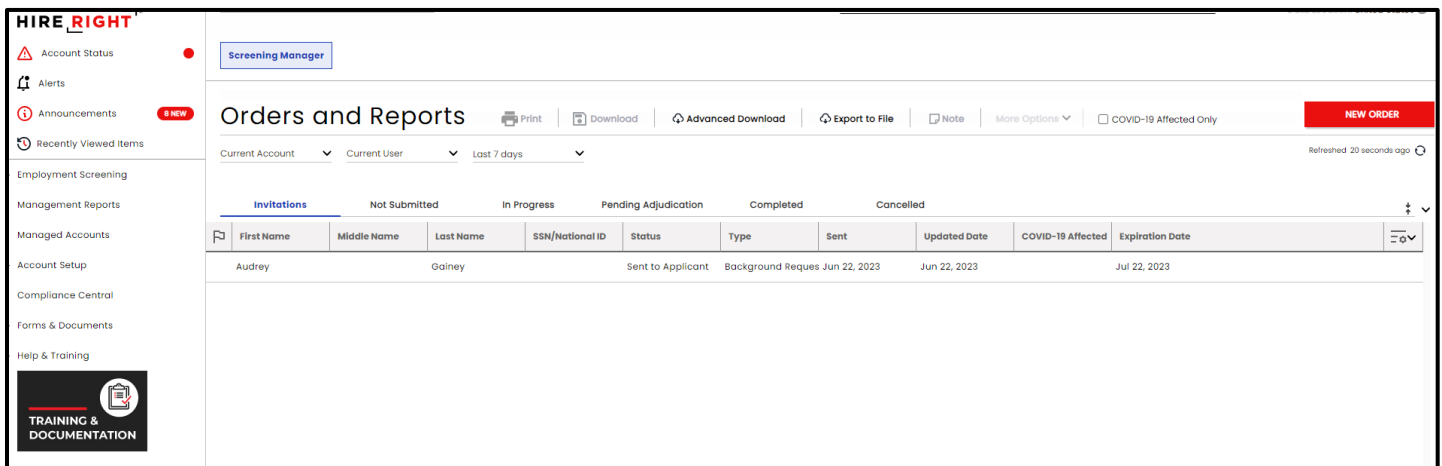 HIRE RIGHT
Account Status
Alerts
Announcements 8 NEW
Recently Viewed Items
Employment Screening
Management Reports
Managed Accounts
Account Setup
Compliance Central
Forms & Documents
Help & Training
TRAINING &
DOCUMENTATION
Screening Manager
Orders and Reports Print Download Advanced Download Export to File Note More Options COVID-19 Affected Only NEW ORDER
Current Account Current User Last 7 days Refreshed 20 seconds ago
Invitations Not Submitted In Progress Pending Adjudication Completed Cancelled
First Name Middle Name Last Name SSN/National ID Status Type Sent Updated Date COVID-19 Affected Expiration Date
Audrey Gainey Sent to Applicant Background Reques Jun 22, 2023 Jun 22, 2023 Jul 22, 2023